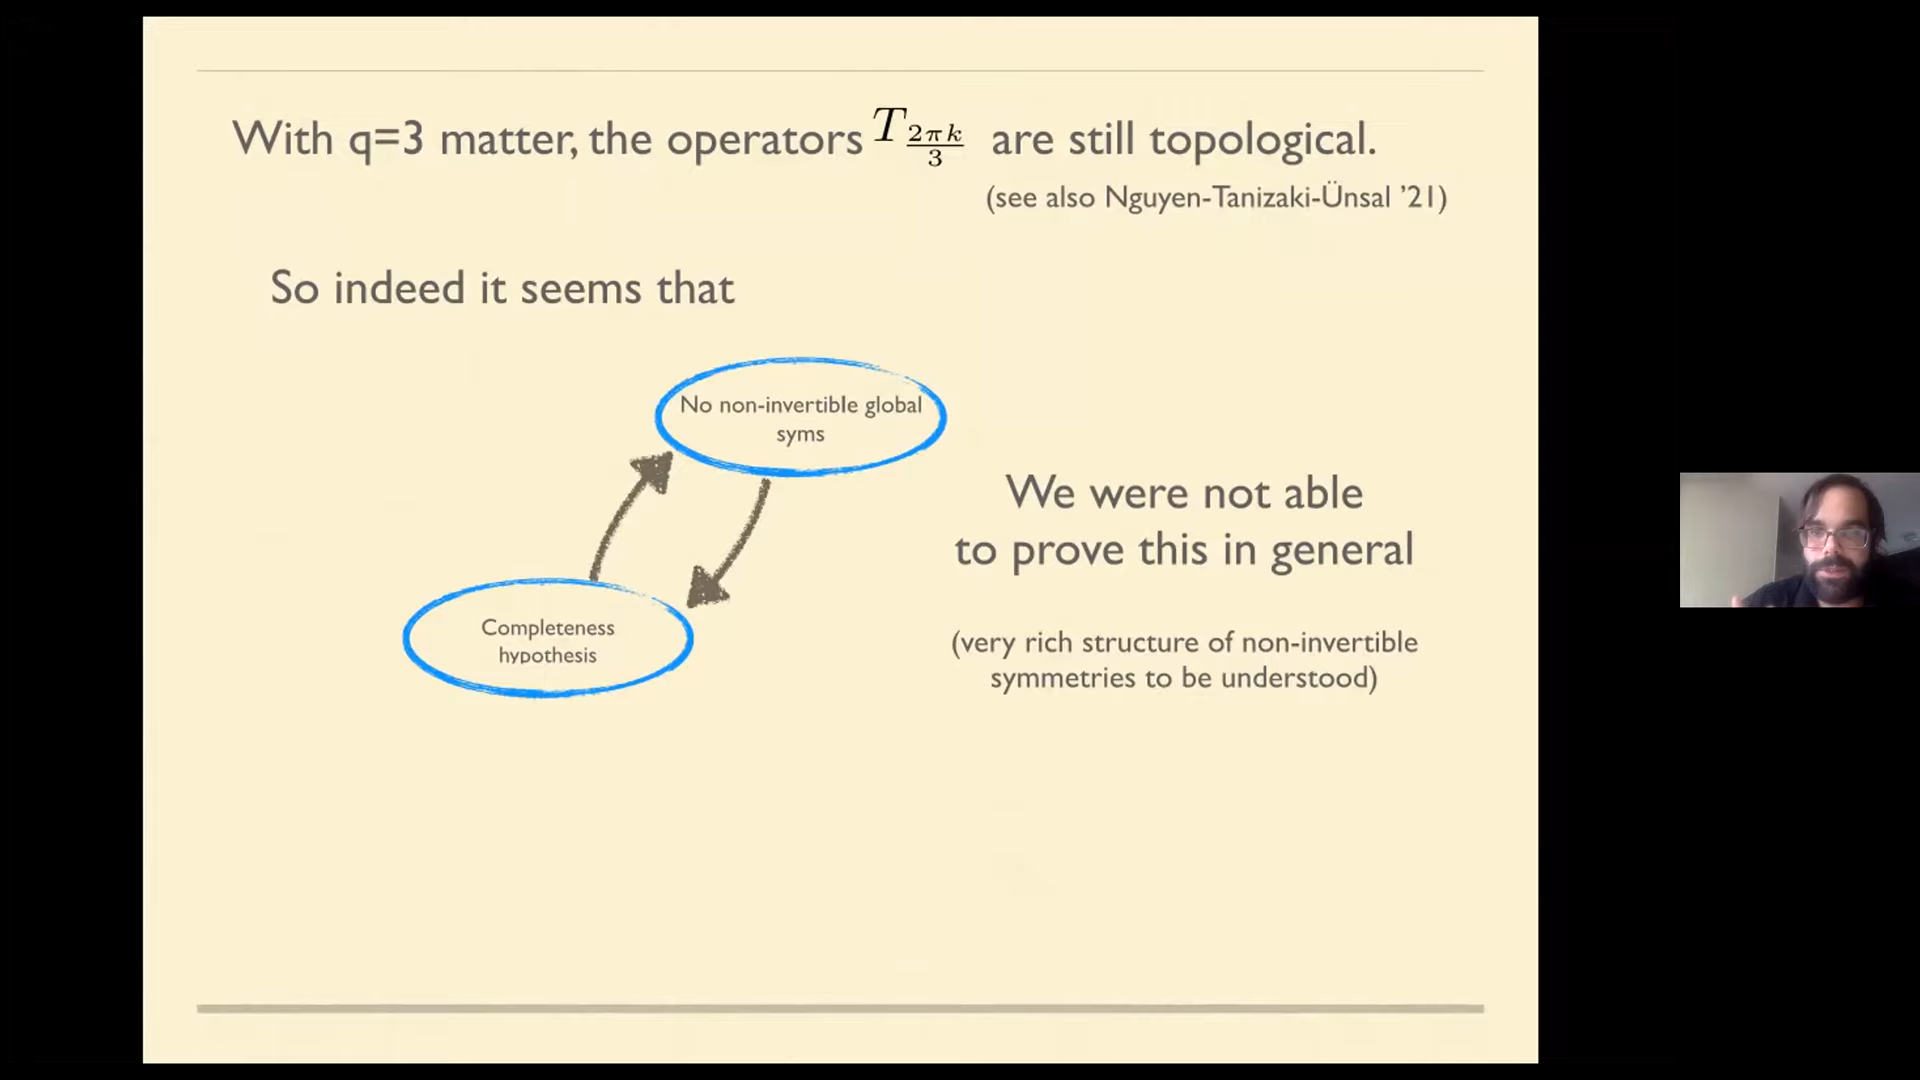 With q=3 matter, the operators T_{\frac{2πk}{3}} are still topological.
(see also Nguyen-Tanizaki-Ünsal ’21)
So indeed it seems that
No non-invertible global
syms
We were not able
to prove this in general
Completeness
hypothesis
(very rich structure of non-invertible
symmetries to be understood)